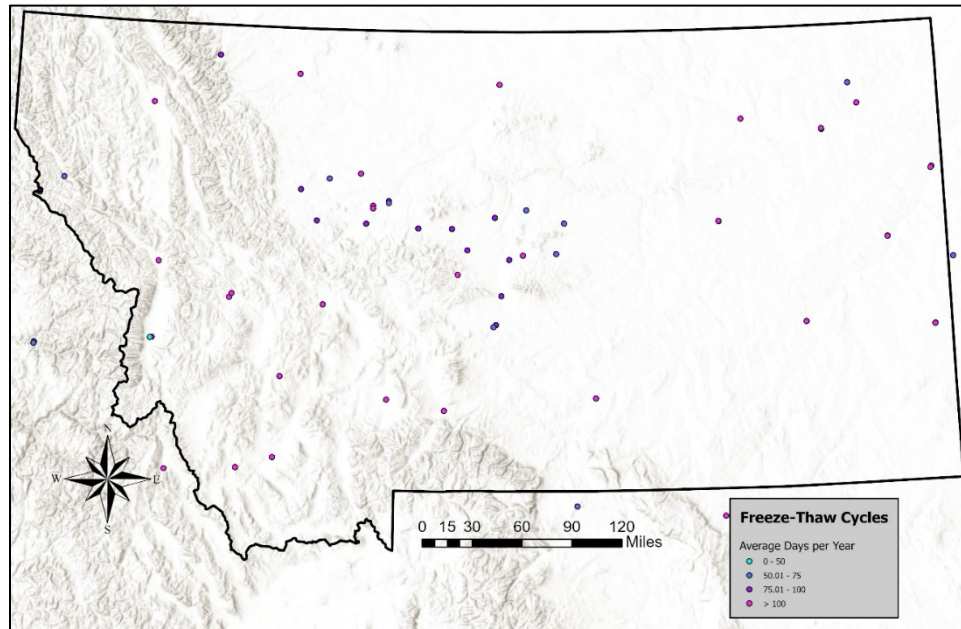 N
W
E
S
0 15 30 60 90 120
Miles
Freeze-Thaw Cycles
Average Days per Year
0 - 50
50.01 - 75
75.01 - 100
> 100